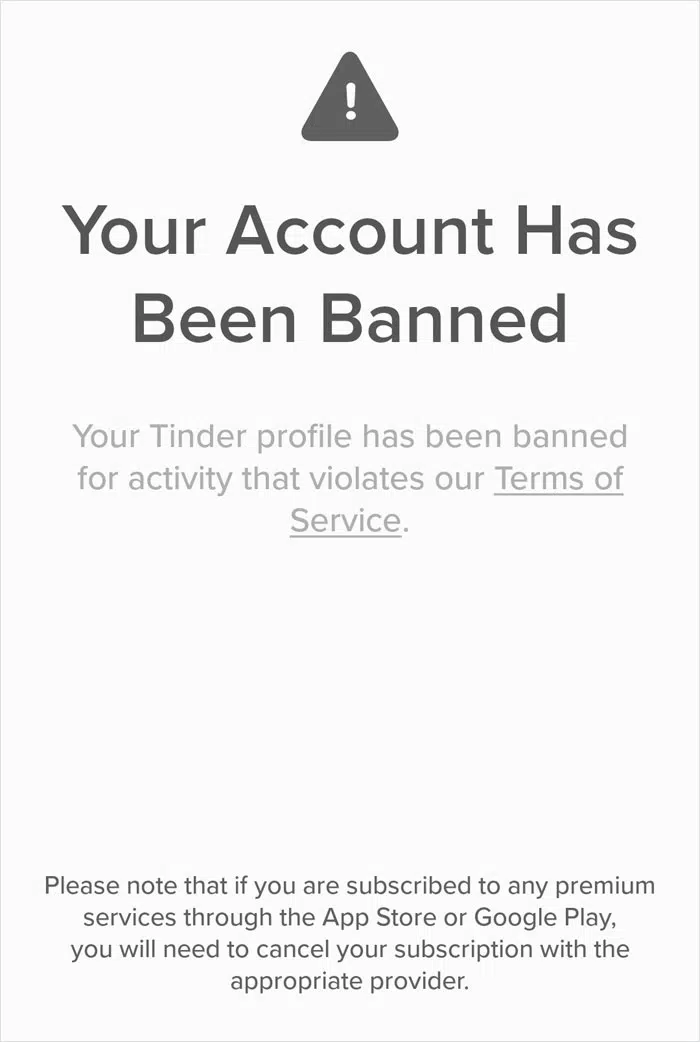 Your Account Has
Been Banned
Your Tinder profile has been banned
for activity that violates our Terms of
Service.
Please note that if you are subscribed to any premium
services through the App Store or Google Play,
you will need to cancel your subscription with the
appropriate provider.